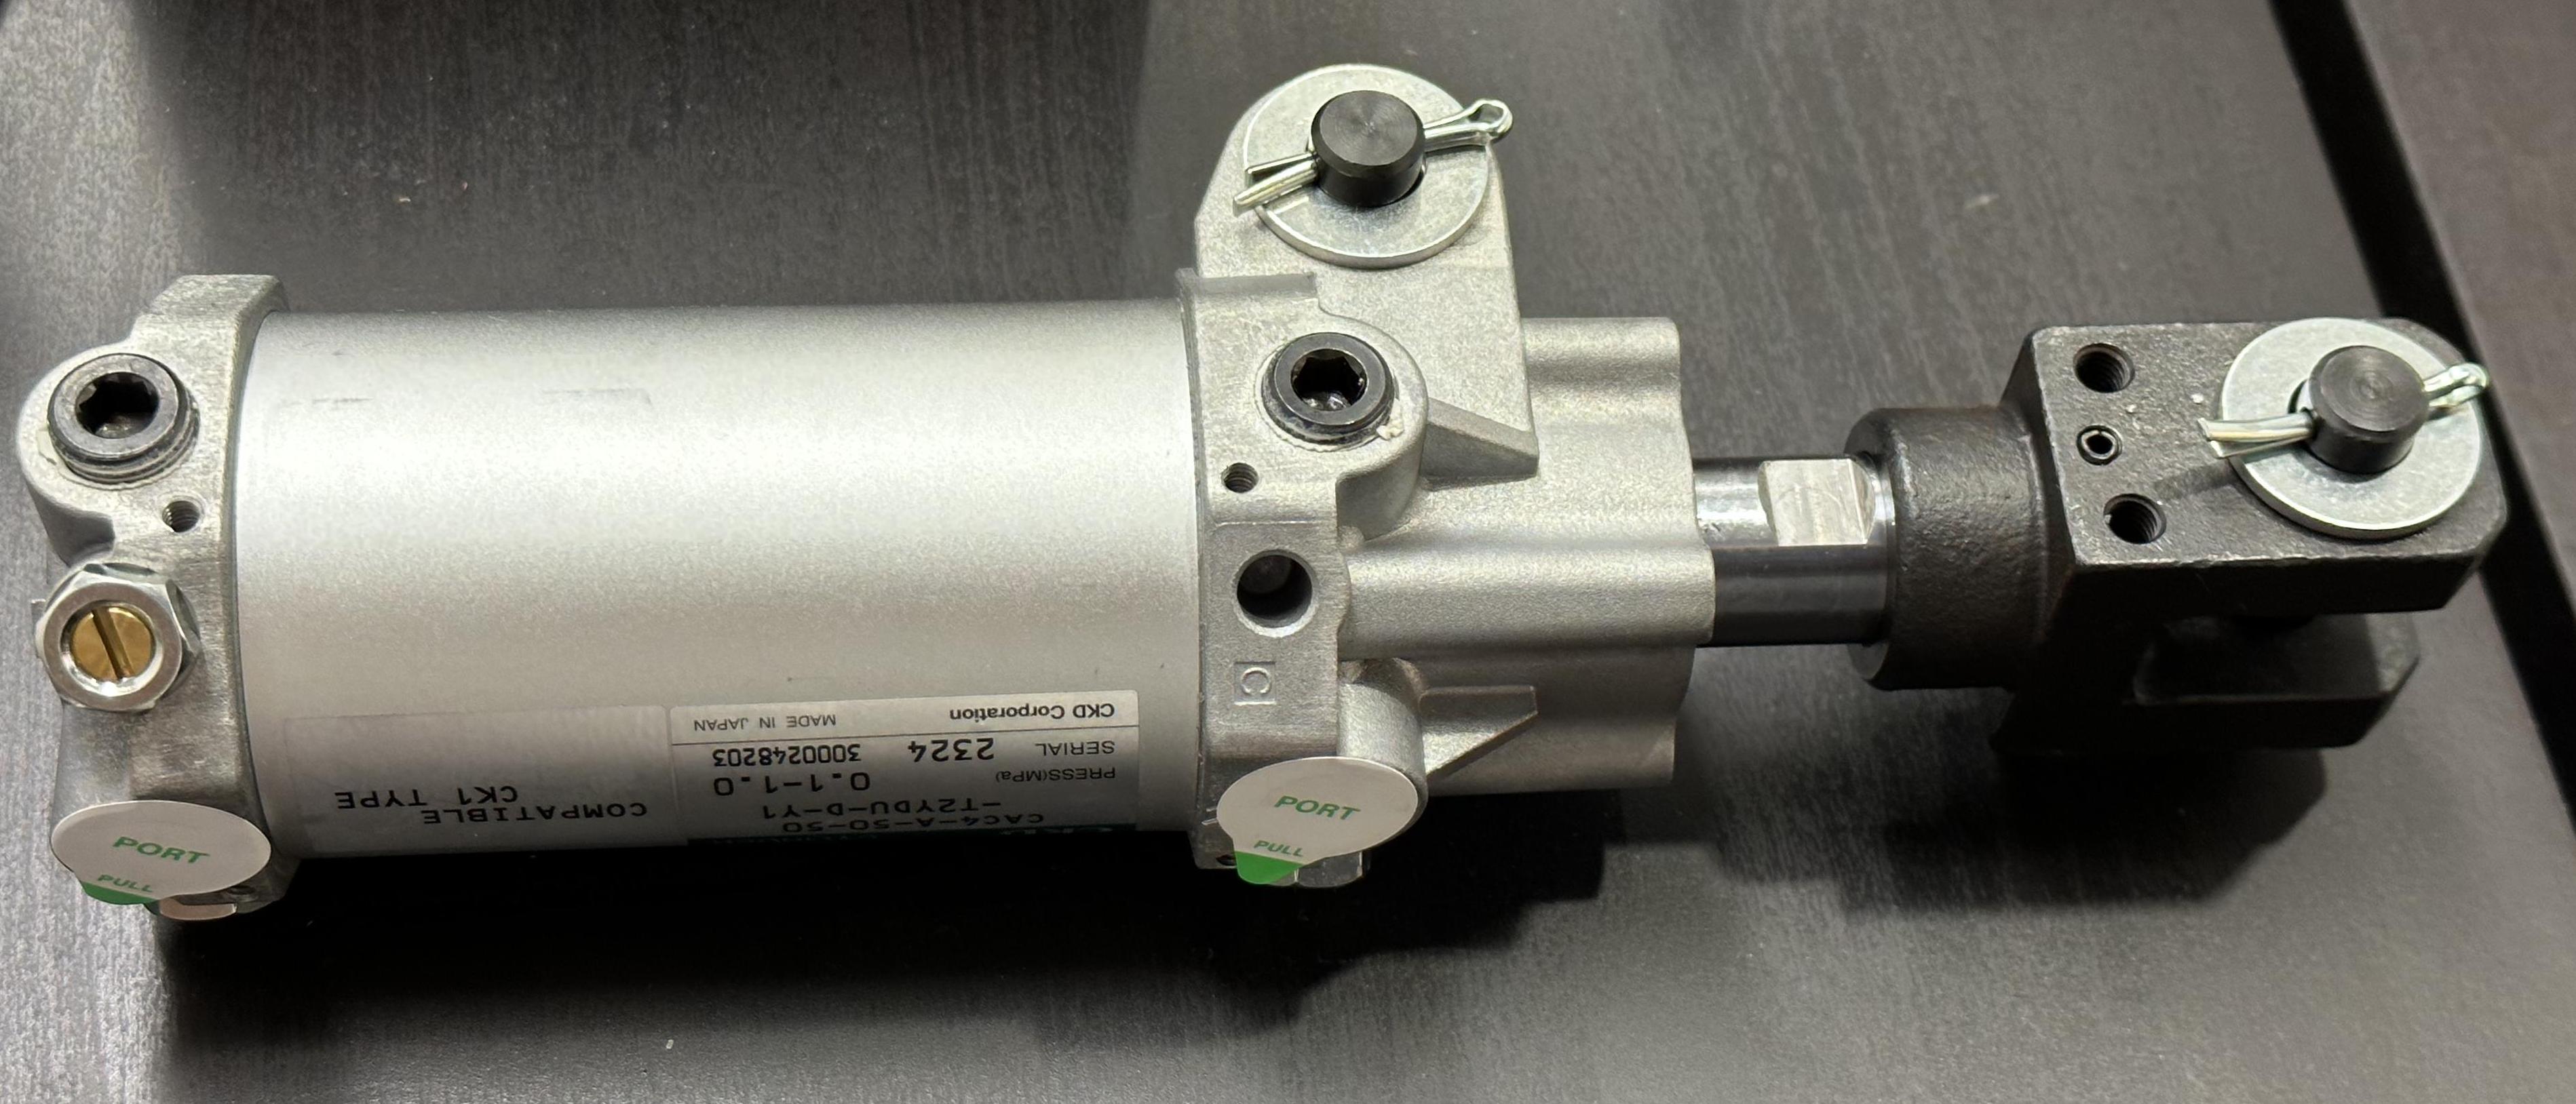 CAC4-A-50-50
-T2YDU-D-Y1
PRESS(MPa) 0.1-1.0
SERIAL 2324 3000248203
CKD Corporation MADE IN JAPAN
COMPATIBLE
CK1 TYPE
C
PORT
PULL
PORT
PULL